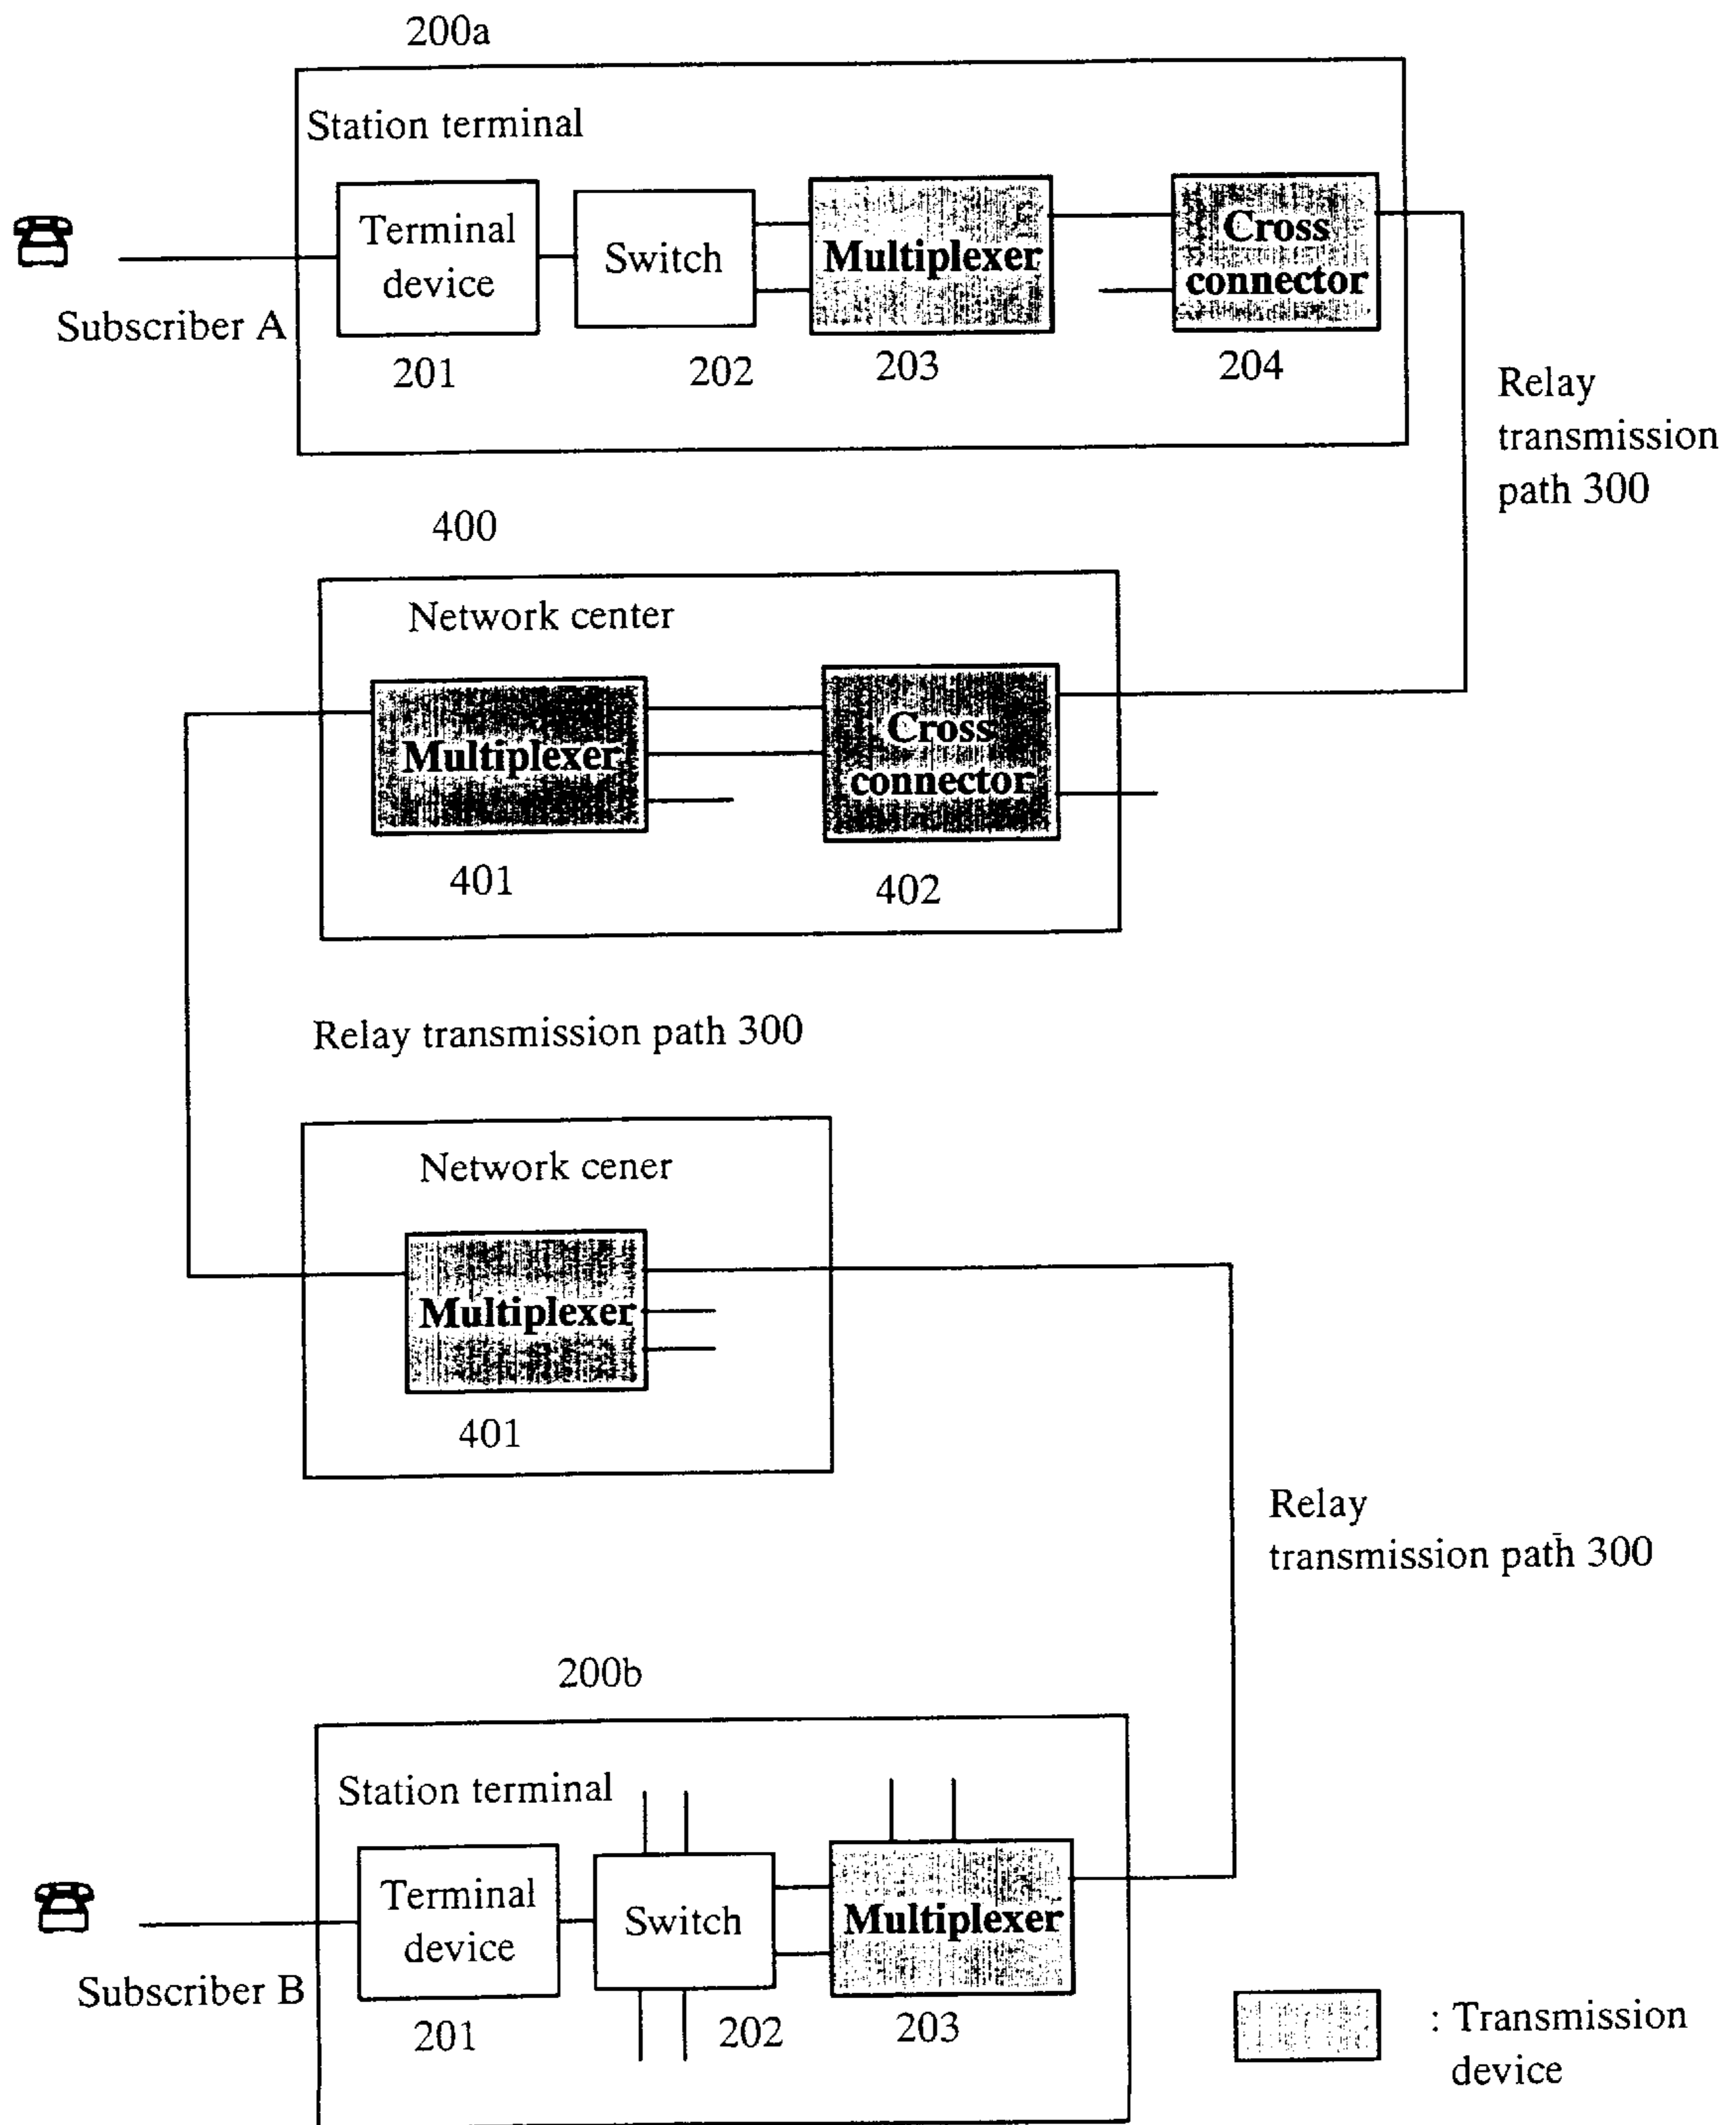 200a
Station terminal
Terminal
device
Switch
Multiplexer
Cross
connector
Subscriber A
201
202
203
204
Relay
transmission
path 300
400
Network center
Multiplexer
Cross
connector
401
402
Relay transmission path 300
Network cener
Multiplexer
401
Relay
transmission path 300
200b
Station terminal
Terminal
device
Switch
Multiplexer
Subscriber B
201
202
203
: Transmission
device